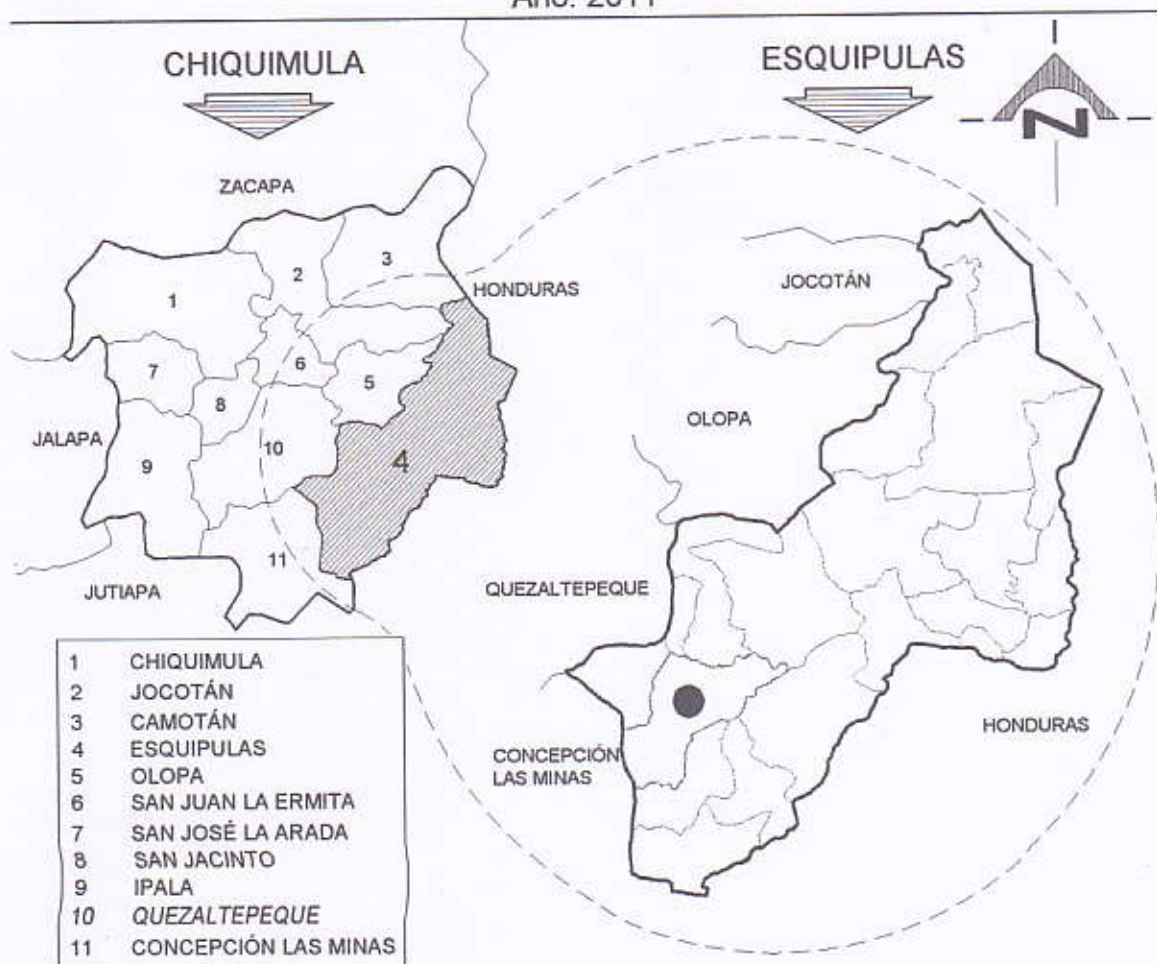 CHIQUIMULA
ESQUIPULAS
N
ZACAPA
1
2
3
HONDURAS
6
7
5
8
JALAPA
10
4
9
11
JUTIAPA
JOCOTÁN
OLOPA
QUEZALTEPEQUE
CONCEPCIÓN
LAS MINAS
HONDURAS
1 CHIQUIMULA
2 JOCOTÁN
3 CAMOTÁN
4 ESQUIPULAS
5 OLOPA
6 SAN JUAN LA ERMITA
7 SAN JOSÉ LA ARADA
8 SAN JACINTO
9 IPALA
10 QUEZALTEPEQUE
11 CONCEPCIÓN LAS MINAS